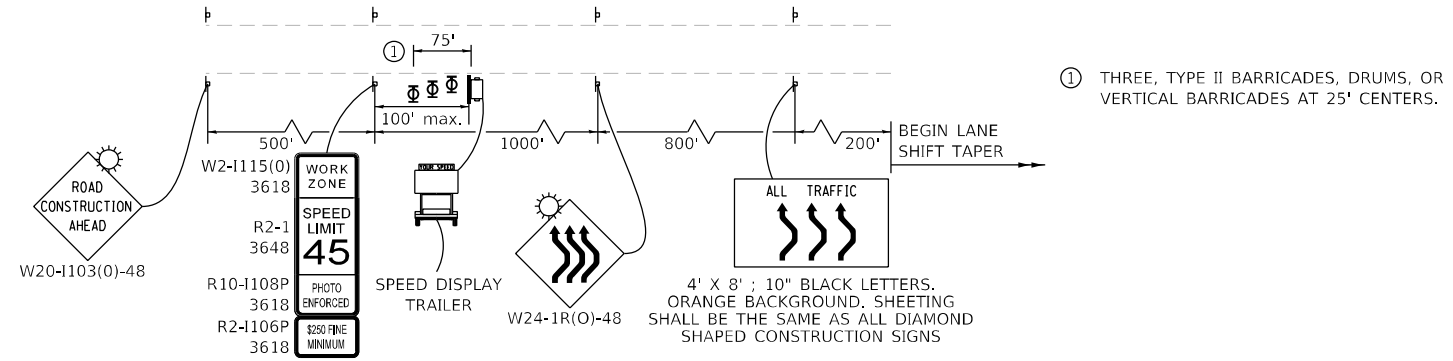 ① 75'
① THREE, TYPE II BARRICADES, DRUMS, OR
VERTICAL BARRICADES AT 25' CENTERS.
100' max.
500'
1000'
800'
200'
BEGIN LANE
SHIFT TAPER
ROAD
CONSTRUCTION
AHEAD
W20-I103(0)-48
W2-I115(0)
3618
WORK
ZONE
R2-1
3648
SPEED
LIMIT
45
R10-I108P
3618
PHOTO
ENFORCED
R2-I106P
3618
$250 FINE
MINIMUM
YOUR SPEED
SPEED DISPLAY
TRAILER
W24-1R(O)-48
ALL TRAFFIC
4' X 8' ; 10" BLACK LETTERS.
ORANGE BACKGROUND. SHEETING
SHALL BE THE SAME AS ALL DIAMOND
SHAPED CONSTRUCTION SIGNS